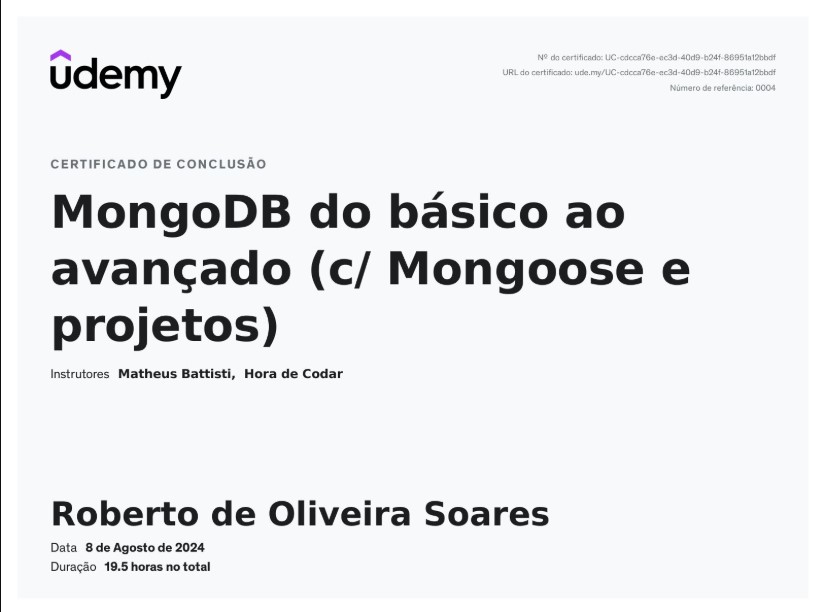 udemy
Nº do certificado: UC-cdcca76e-ec3d-40d9-b24f-86951a12bbdf
URL do certificado: ude.my/UC-cdcca76e-ec3d-40d9-b24f-86951a12bbdf
Número de referência: 0004
CERTIFICADO DE CONCLUSÃO
MongoDB do básico ao
avançado (c/ Mongoose e
projetos)
Instrutores Matheus Battisti, Hora de Codar
Roberto de Oliveira Soares
Data 8 de Agosto de 2024
Duração 19.5 horas no total